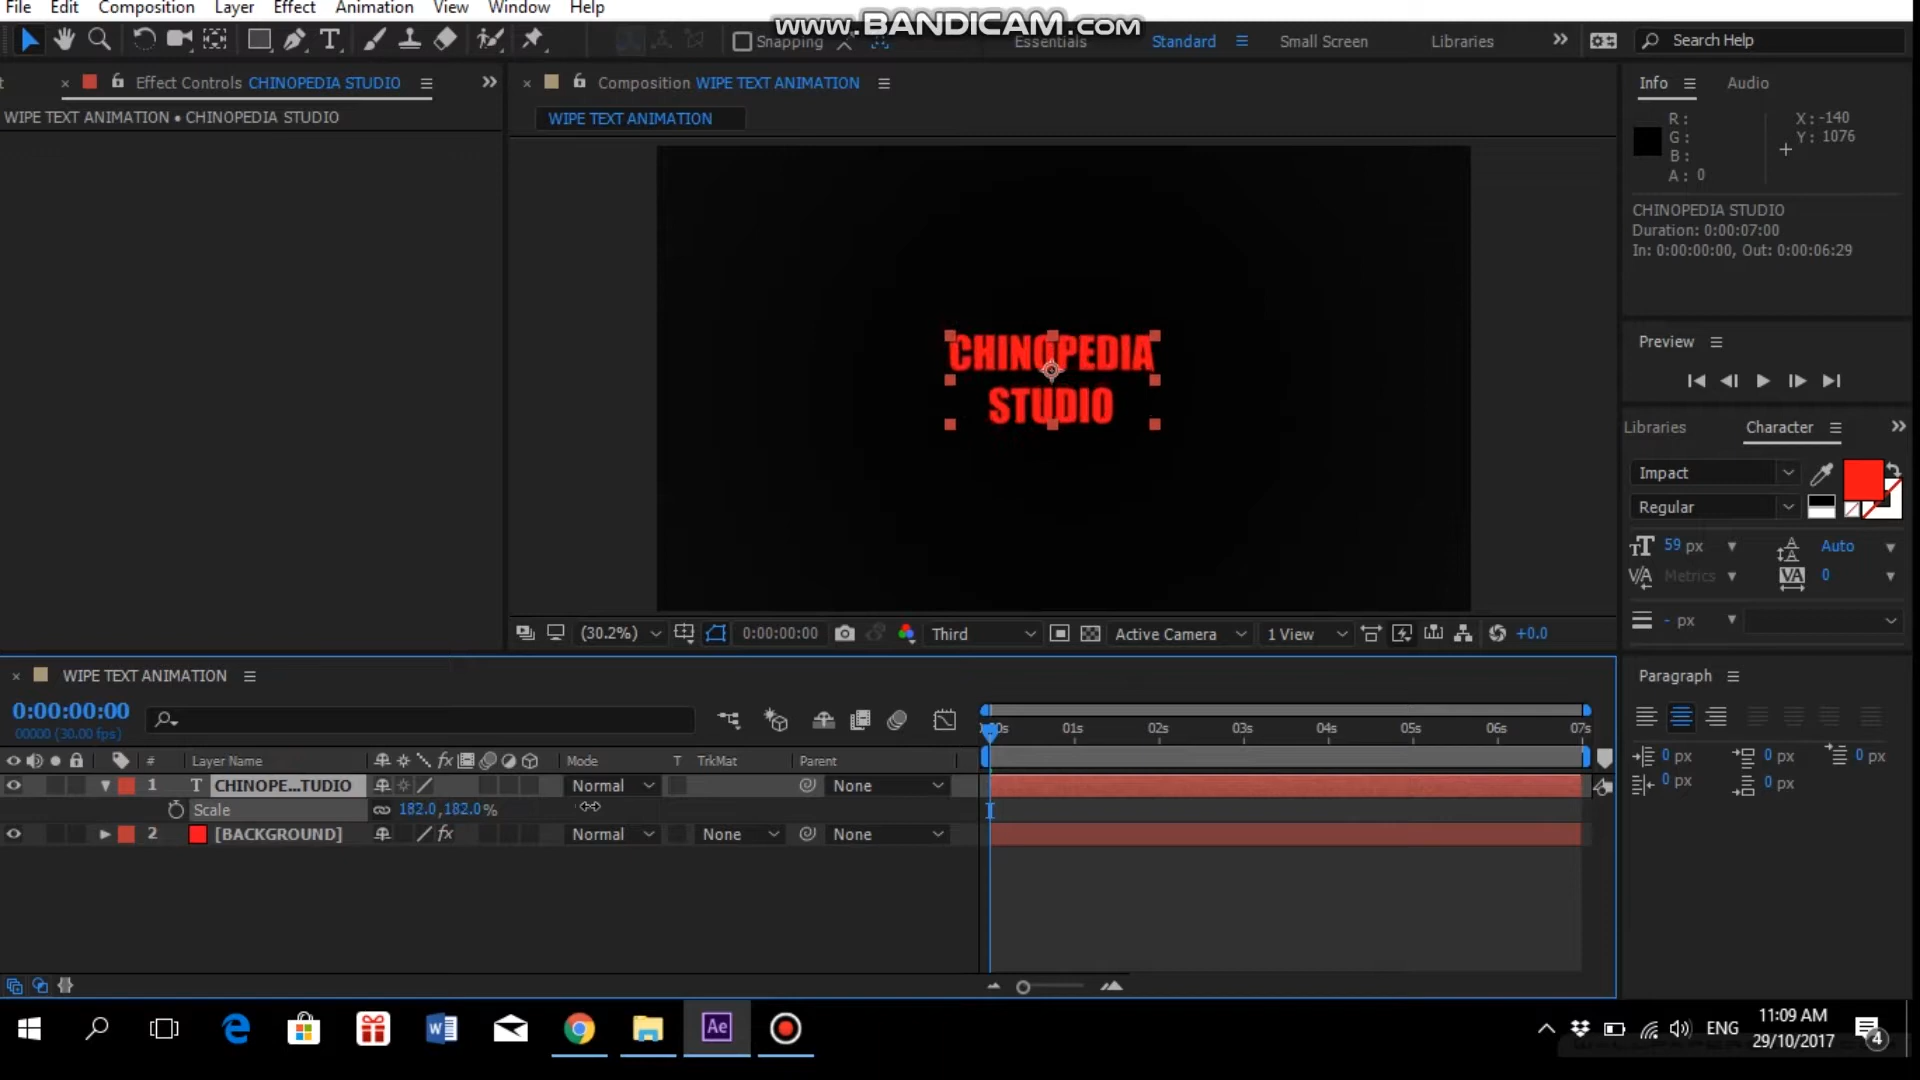 File Edit Composition Layer Effect Animation View Window Help
www.BANDICAM.com
Snapping
Essentials
Standard
Small Screen
Libraries
Search Help
Effect Controls CHINOPEDIA STUDIO
Composition WIPE TEXT ANIMATION
Info
Audio
WIPE TEXT ANIMATION • CHINOPEDIA STUDIO
WIPE TEXT ANIMATION
R :
G :
B :
A : 0
X : -140
Y : 1076
CHINOPEDIA STUDIO
Duration: 0:00:07:00
In: 0:00:00:00, Out: 0:00:06:29
CHINOPEDIA
STUDIO
Preview
Libraries
Character
Impact
Regular
59 px
Auto
Metrics
0
- px
(30.2%)
0:00:00:00
Third
Active Camera
1 View
+0.0
WIPE TEXT ANIMATION
Paragraph
0:00:00:00
00000 (30.00 fps)
01s 02s 03s 04s 05s 06s 07s
# Layer Name Mode T TrkMat Parent
1 T CHINOPE...TUDIO Normal None
Scale 182.0,182.0%
2 [BACKGROUND] fx Normal None None
0 px 0 px 0 px
0 px 0 px
Ae
ENG
11:09 AM
29/10/2017
4